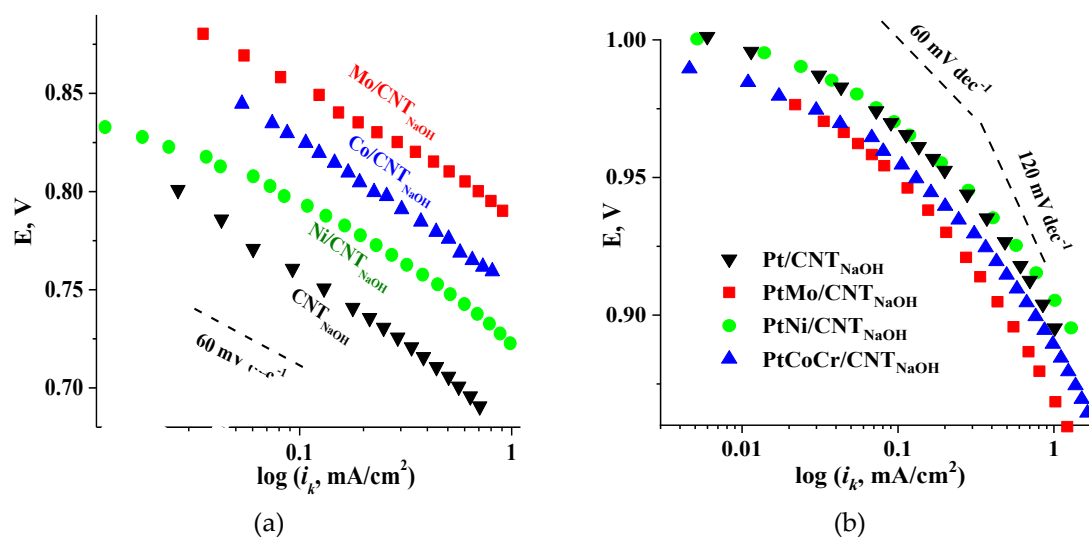 0.85
0.80
0.75
0.70
E, V
Mo/CNT NaOH
Co/CNT NaOH
Ni/CNT NaOH
CNT NaOH
60
0.1
1
log (i_k, mA/cm²)
(a)
1.00
0.95
0.90
E, V
60 mV dec⁻¹
120 mV dec⁻¹
Pt/CNT NaOH
PtMo/CNT NaOH
PtNi/CNT NaOH
PtCoCr/CNT NaOH
0.01
0.1
1
log (i_k, mA/cm²)
(b)